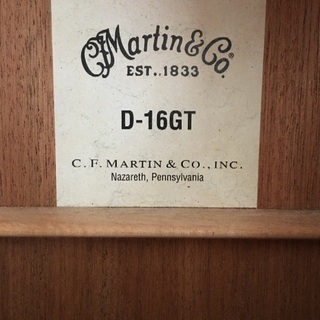 C.F. Martin & Co.
EST. 1833
D-16GT
C. F. MARTIN & CO., INC.
Nazareth, Pennsylvania